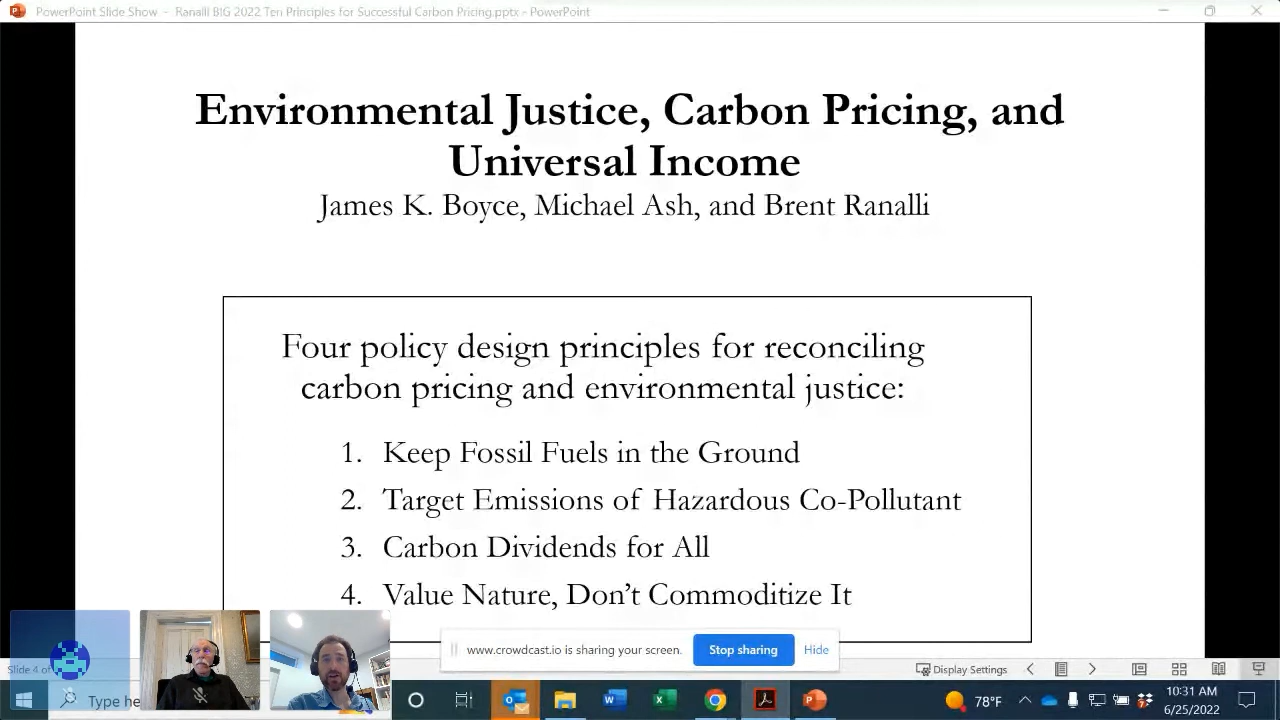 PowerPoint Slide Show - Ranalli BIG 2022 Ten Principles for Successful Carbon Pricing.pptx - PowerPoint
Environmental Justice, Carbon Pricing, and
Universal Income
James K. Boyce, Michael Ash, and Brent Ranalli
Four policy design principles for reconciling
carbon pricing and environmental justice:
1. Keep Fossil Fuels in the Ground
2. Target Emissions of Hazardous Co-Pollutant
3. Carbon Dividends for All
4. Value Nature, Don't Commoditize It
www.crowdcast.io is sharing your screen.
Stop sharing
Hide
Slide 4 of
Display Settings
Type he
78°F
10:31 AM
6/25/2022